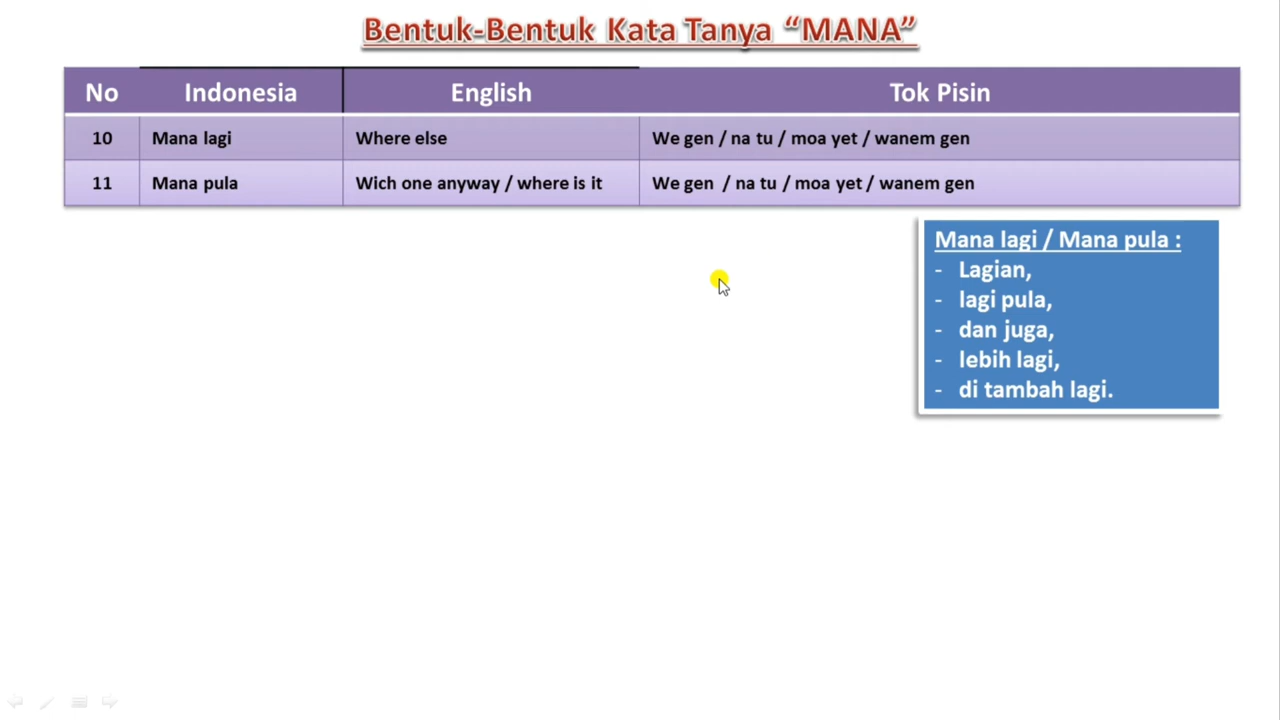 Bentuk-Bentuk Kata Tanya “MANA”
No Indonesia English Tok Pisin
10 Mana lagi Where else We gen / na tu / moa yet / wanem gen
11 Mana pula Wich one anyway / where is it We gen / na tu / moa yet / wanem gen
Mana lagi / Mana pula :
- Lagian,
- lagi pula,
- dan juga,
- lebih lagi,
- di tambah lagi.